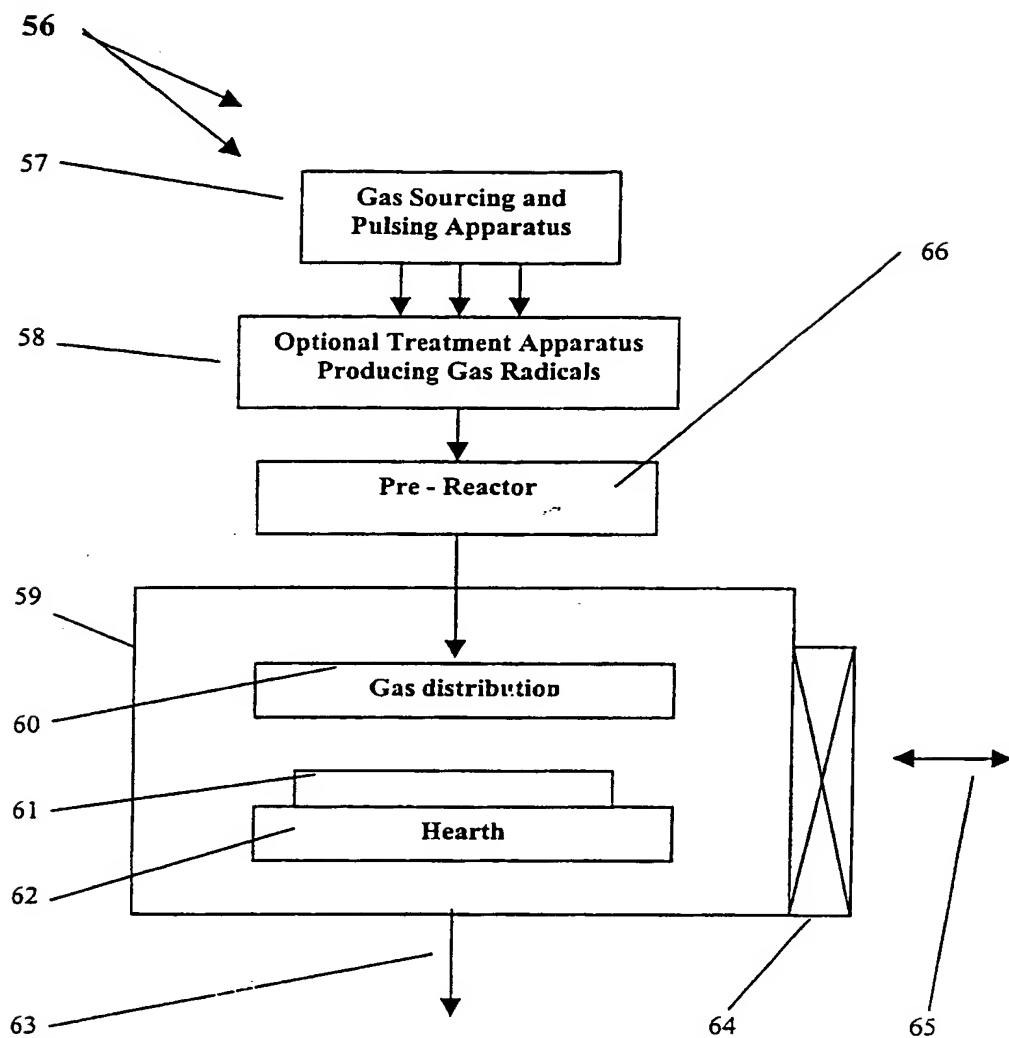 56
57
Gas Sourcing and
Pulsing Apparatus
66
58
Optional Treatment Apparatus
Producing Gas Radicals
Pre - Reactor
59
Gas distribution
60
61
Hearth
62
63
64
65